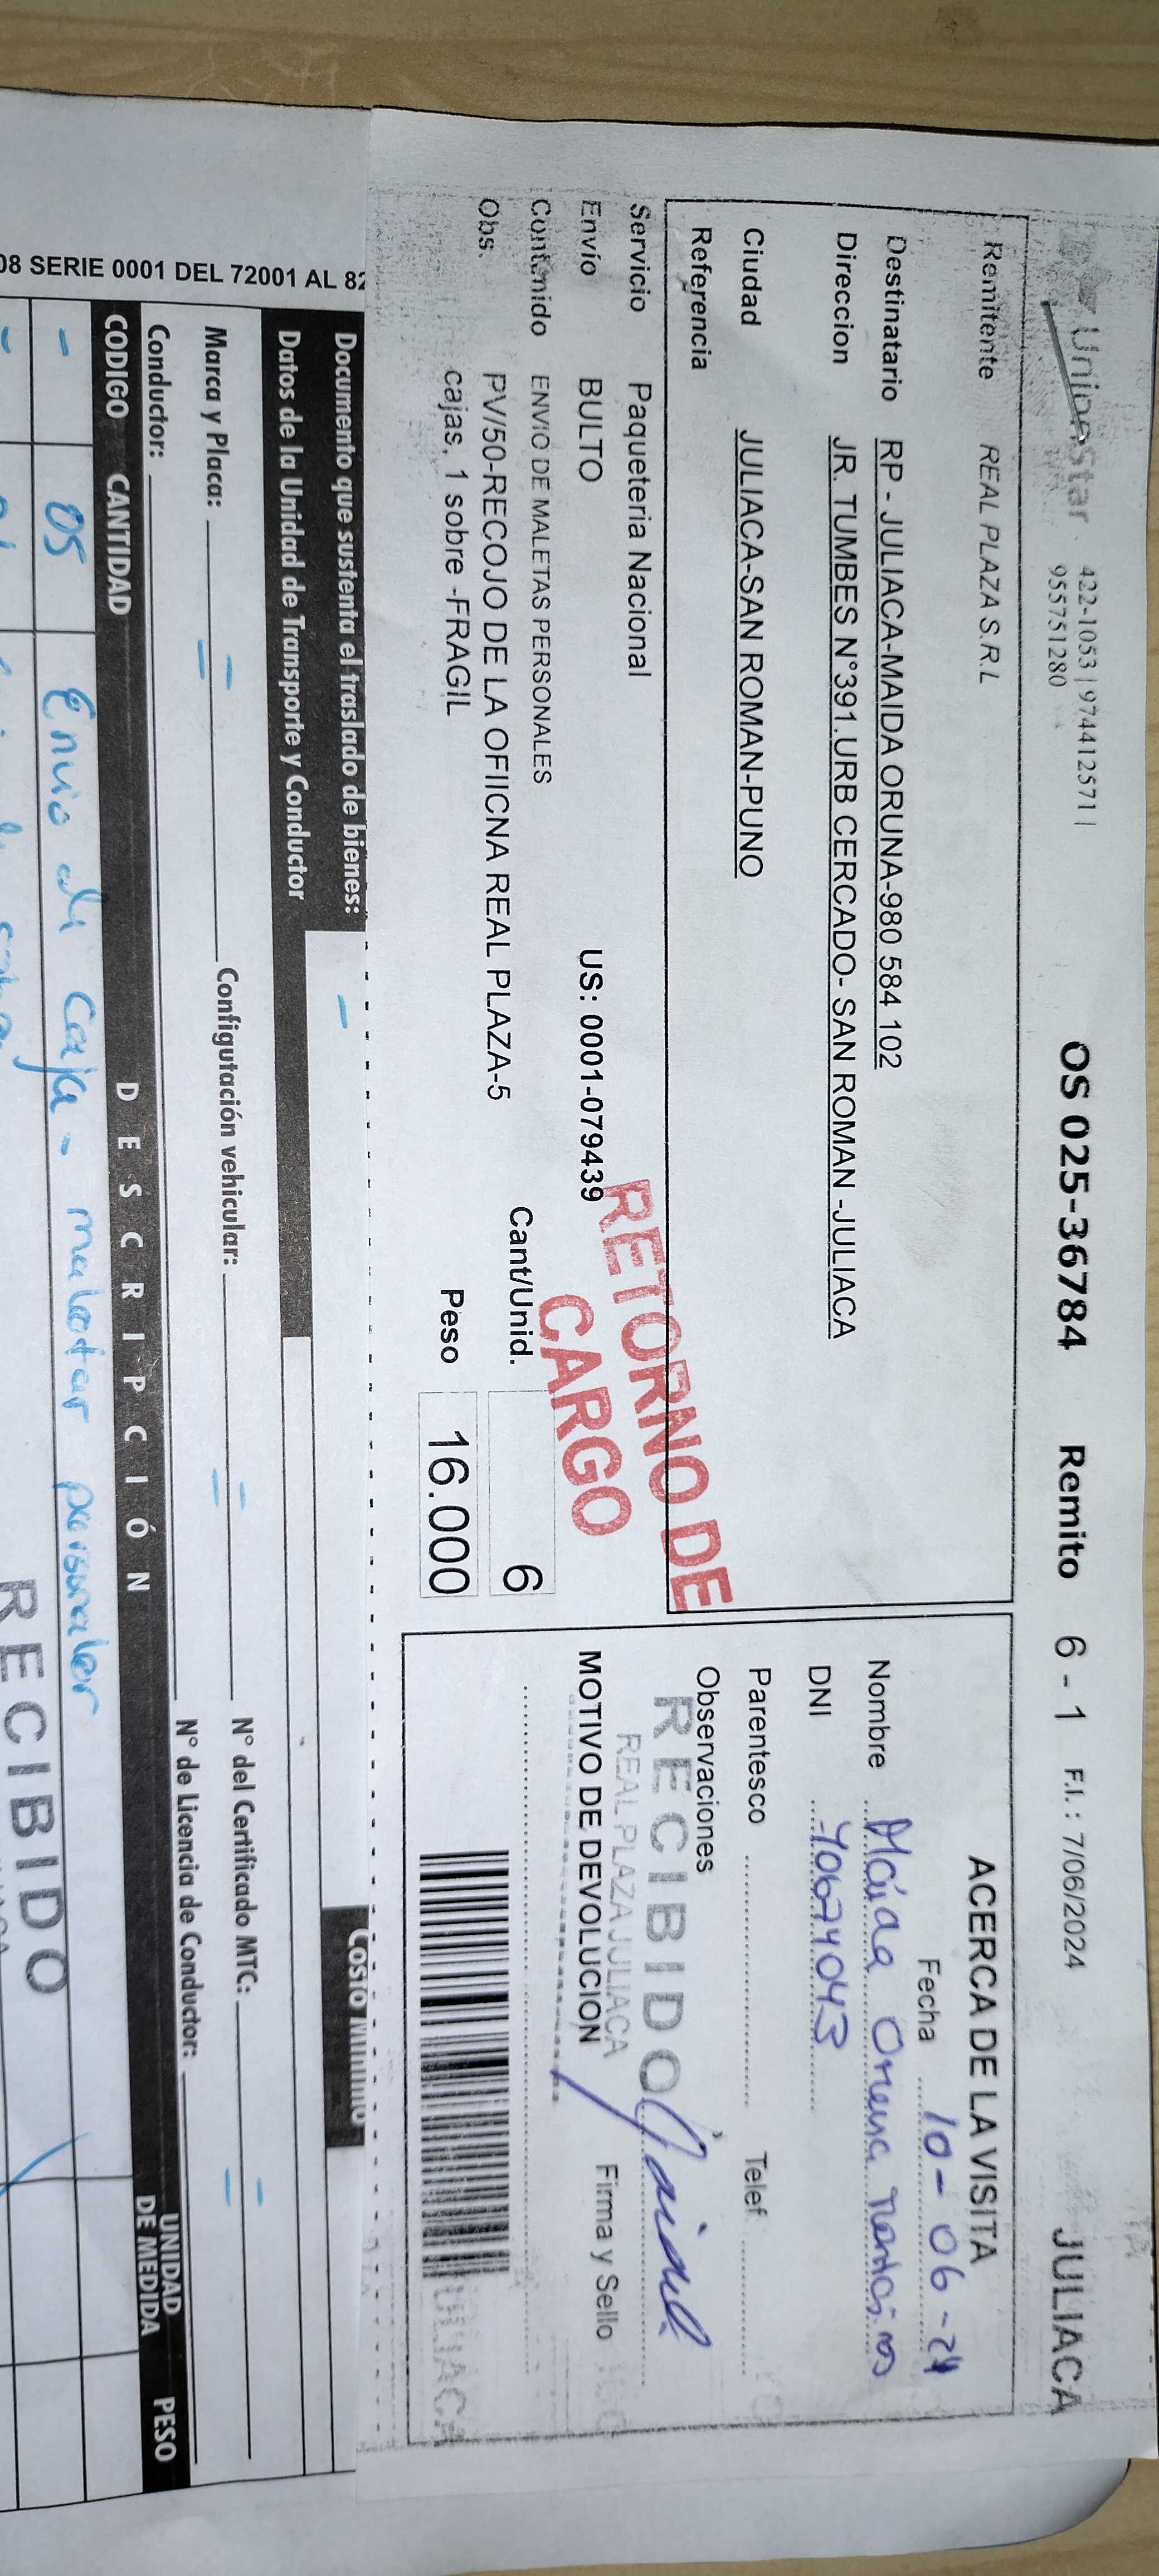 UnionStar 422-1053 | 974412571 |
955751280
OS 025-36784 Remito 6 - 1 F.I. : 7/06/2024 JULIACA
Remitente REAL PLAZA S.R.L
Destinatario RP - JULIACA-MAIDA ORUNA-980 584 102
Direccion JR. TUMBES N°391.URB CERCADO- SAN ROMAN -JULIACA
Ciudad JULIACA-SAN ROMAN-PUNO
Referencia
Servicio Paqueteria Nacional
Envío BULTO US: 0001-079439
Contenido ENVIO DE MALETAS PERSONALES
Obs. PV/50-RECOJO DE LA OFIICNA REAL PLAZA-5
cajas, 1 sobre -FRAGIL
Cant/Unid. 6
Peso 16.000
RETORNO DE
CARGO
ACERCA DE LA VISITA
Fecha 10-06-24
Nombre Máida Oruna
DNI 40674043
Parentesco Telef.
Observaciones
RECIBIDO
REAL PLAZA JULIACA
MOTIVO DE DEVOLUCION Firma y Sello
08 SERIE 0001 DEL 72001 AL 82
Documento que sustenta el traslado de bienes: -
Costo Mínimo
Datos de la Unidad de Transporte y Conductor
Marca y Placa: Configutación vehicular: N° del Certificado MTC:
Conductor: N° de Licencia de Conductor:
CODIGO CANTIDAD DESCRIPCIÓN UNIDAD DE MEDIDA PESO
- 05 Envio de Caja - maletas personales
RECIBIDO